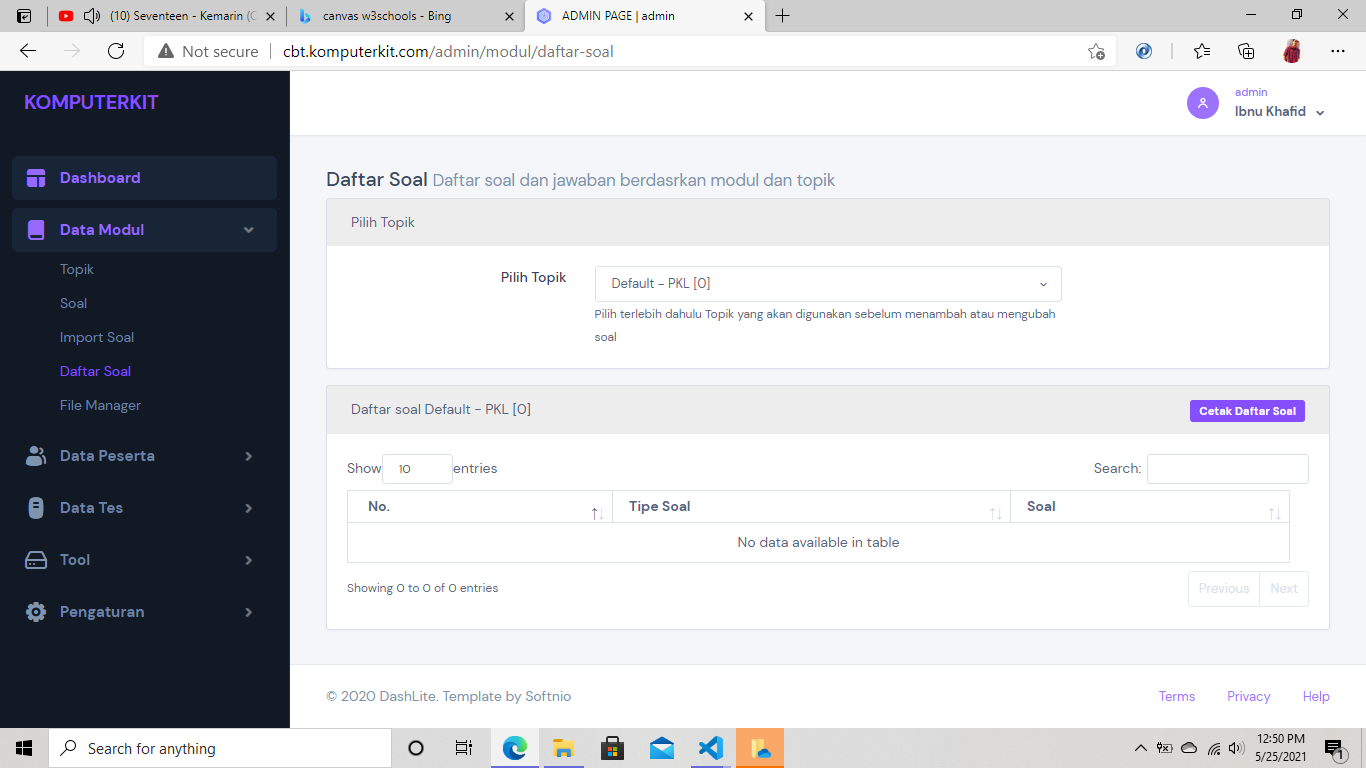 (10) Seventeen - Kemarin (
canvas w3schools - Bing
ADMIN PAGE | admin
Not secure
cbt.komputerkit.com/admin/modul/daftar-soal
KOMPUTERKIT
admin
Ibnu Khafid
Dashboard
Data Modul
Topik
Soal
Import Soal
Daftar Soal
File Manager
Data Peserta
Data Tes
Tool
Pengaturan
Daftar Soal Daftar soal dan jawaban berdasrkan modul dan topik
Pilih Topik
Pilih Topik
Default - PKL [0]
Pilih terlebih dahulu Topik yang akan digunakan sebelum menambah atau mengubah
soal
Daftar soal Default - PKL [0]
Cetak Daftar Soal
Show 10 entries
Search:
No. Tipe Soal Soal
No data available in table
Showing 0 to 0 of 0 entries
Previous Next
© 2020 DashLite. Template by Softnio
Terms Privacy Help
Search for anything
12:50 PM
5/25/2021
1